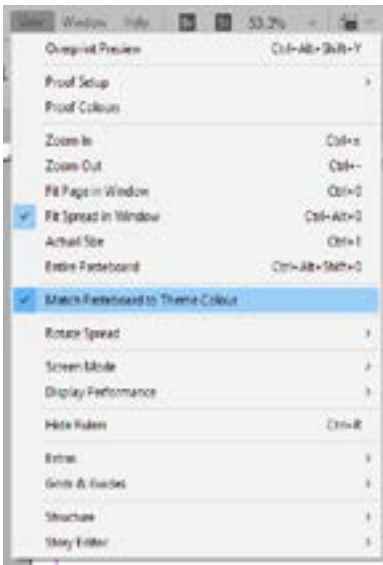 View Window Help Br St 53.2%
Overprint Preview Ctrl+Alt+Shift+Y
Proof Setup
Proof Colours
Zoom In Ctrl+=
Zoom Out Ctrl+-
Fit Page in Window Ctrl+0
Fit Spread in Window Ctrl+Alt+0
Actual Size Ctrl+1
Entire Pasteboard Ctrl+Alt+Shift+0
Match Pasteboard to Theme Colour
Rotate Spread
Screen Mode
Display Performance
Hide Rulers Ctrl+R
Extras
Grids & Guides
Structure
Story Editor